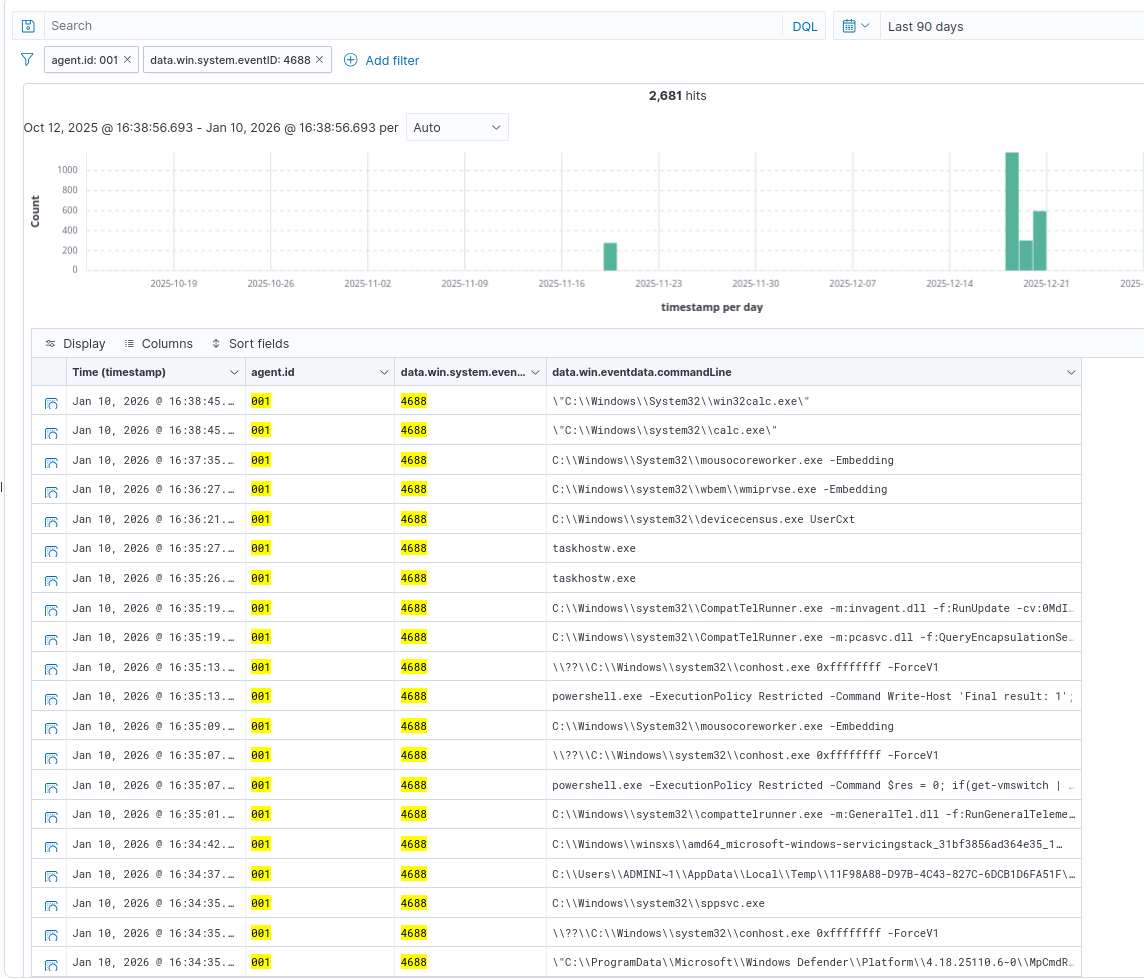 Search DQL Last 90 days
agent.id: 001 × data.win.system.eventID: 4688 × Add filter
2,681 hits
Oct 12, 2025 @ 16:38:56.693 - Jan 10, 2026 @ 16:38:56.693 per Auto
Count
1000
800
600
400
200
0
2025-10-19 2025-10-26 2025-11-02 2025-11-09 2025-11-16 2025-11-23 2025-11-30 2025-12-07 2025-12-14 2025-12-21 2025-
timestamp per day
Display Columns Sort fields
Time (timestamp) agent.id data.win.system.even... data.win.eventdata.commandLine
Jan 10, 2026 @ 16:38:45.… 001 4688 \"C:\\Windows\\System32\\win32calc.exe\"
Jan 10, 2026 @ 16:38:45.… 001 4688 \"C:\\Windows\\system32\\calc.exe\"
Jan 10, 2026 @ 16:37:35.… 001 4688 C:\\Windows\\System32\\mousocoreworker.exe -Embedding
Jan 10, 2026 @ 16:36:27.… 001 4688 C:\\Windows\\system32\\wbem\\wmiprvse.exe -Embedding
Jan 10, 2026 @ 16:36:21.… 001 4688 C:\\Windows\\system32\\devicecensus.exe UserCxt
Jan 10, 2026 @ 16:35:27.… 001 4688 taskhostw.exe
Jan 10, 2026 @ 16:35:26.… 001 4688 taskhostw.exe
Jan 10, 2026 @ 16:35:19.… 001 4688 C:\\Windows\\system32\\CompatTelRunner.exe -m:invagent.dll -f:RunUpdate -cv:0MdI…
Jan 10, 2026 @ 16:35:19.… 001 4688 C:\\Windows\\system32\\CompatTelRunner.exe -m:pcasvc.dll -f:QueryEncapsulationSe…
Jan 10, 2026 @ 16:35:13.… 001 4688 \\??\\C:\\Windows\\system32\\conhost.exe 0xffffffff -ForceV1
Jan 10, 2026 @ 16:35:13.… 001 4688 powershell.exe -ExecutionPolicy Restricted -Command Write-Host 'Final result: 1';
Jan 10, 2026 @ 16:35:09.… 001 4688 C:\\Windows\\System32\\mousocoreworker.exe -Embedding
Jan 10, 2026 @ 16:35:07.… 001 4688 \\??\\C:\\Windows\\system32\\conhost.exe 0xffffffff -ForceV1
Jan 10, 2026 @ 16:35:07.… 001 4688 powershell.exe -ExecutionPolicy Restricted -Command $res = 0; if(get-vmswitch | …
Jan 10, 2026 @ 16:35:01.… 001 4688 C:\\Windows\\system32\\compattelrunner.exe -m:GeneralTel.dll -f:RunGeneralTeleme…
Jan 10, 2026 @ 16:34:42.… 001 4688 C:\\Windows\\winsxs\\amd64_microsoft-windows-servicingstack_31bf3856ad364e35_1…
Jan 10, 2026 @ 16:34:37.… 001 4688 C:\\Users\\ADMINI~1\\AppData\\Local\\Temp\\11F98A88-D97B-4C43-827C-6DCB1D6FA51F\…
Jan 10, 2026 @ 16:34:35.… 001 4688 C:\\Windows\\system32\\sppsvc.exe
Jan 10, 2026 @ 16:34:35.… 001 4688 \\??\\C:\\Windows\\system32\\conhost.exe 0xffffffff -ForceV1
Jan 10, 2026 @ 16:34:35.… 001 4688 \"C:\\ProgramData\\Microsoft\\Windows Defender\\Platform\\4.18.25110.6-0\\MpCmdR…